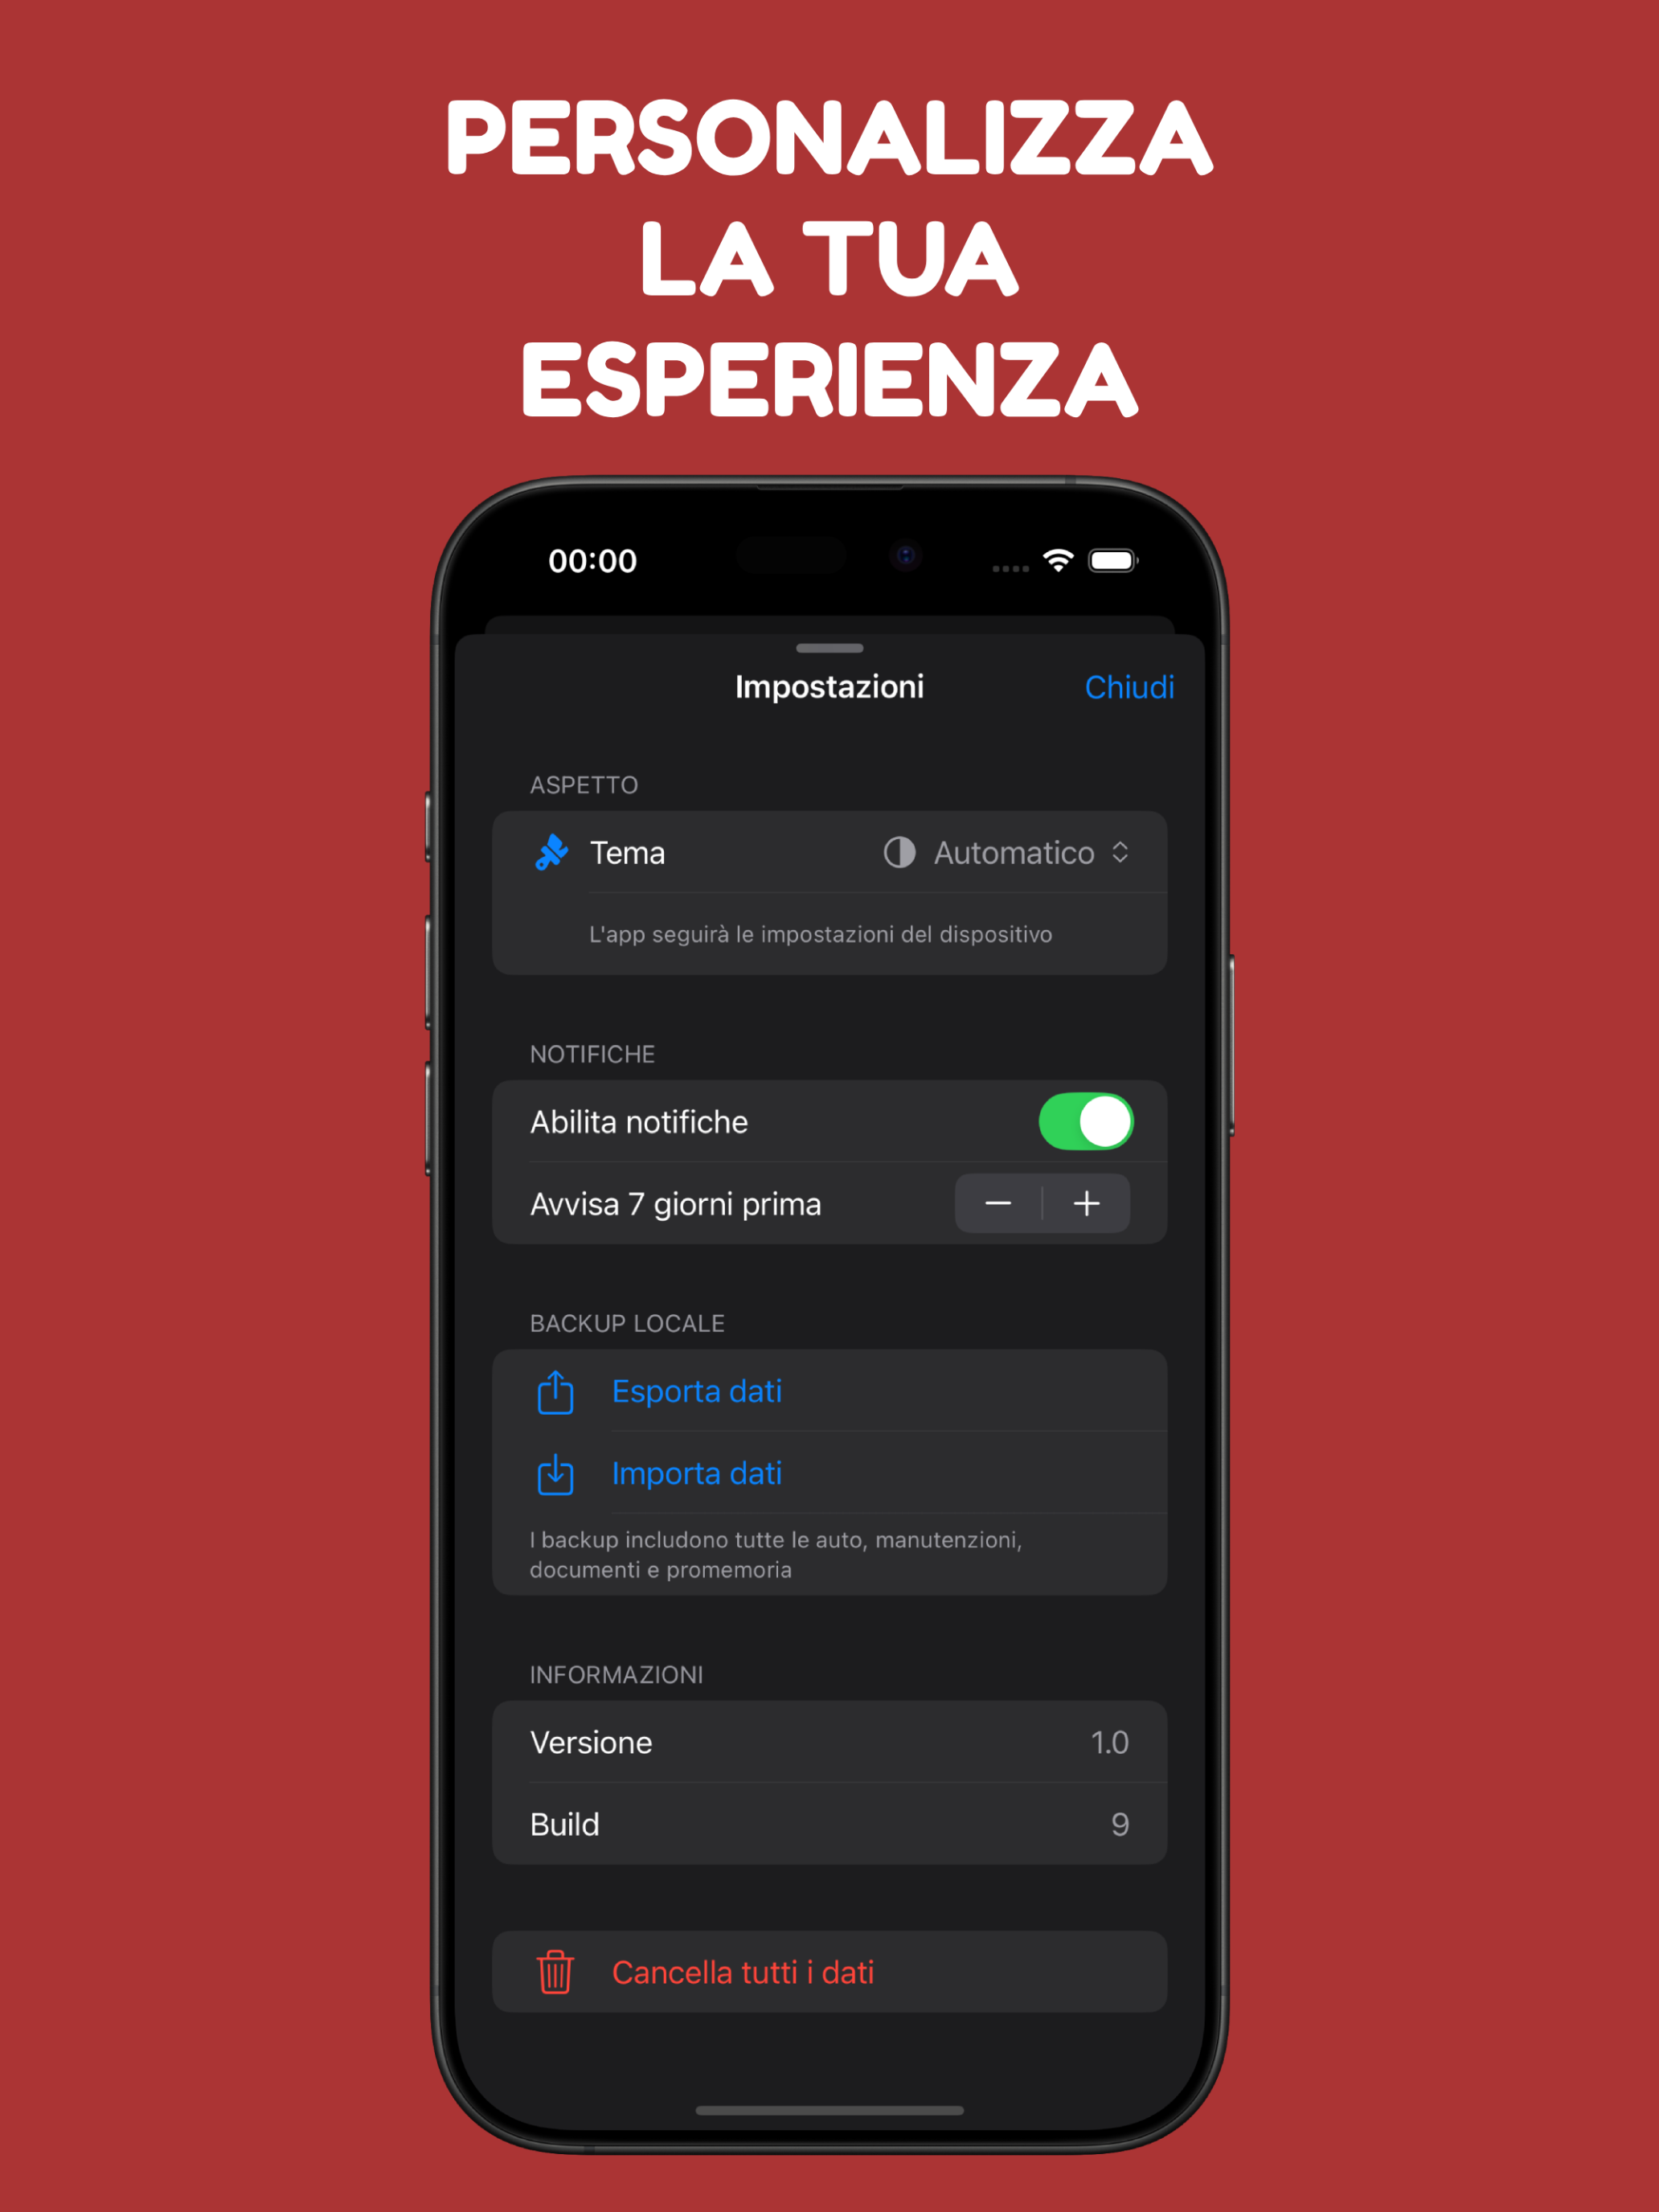 PERSONALIZZA
LA TUA
ESPERIENZA
00:00
Impostazioni
Chiudi
ASPETTO
Tema
Automatico
L'app seguirà le impostazioni del dispositivo
NOTIFICHE
Abilita notifiche
Avvisa 7 giorni prima
BACKUP LOCALE
Esporta dati
Importa dati
I backup includono tutte le auto, manutenzioni,
documenti e promemoria
INFORMAZIONI
Versione 1.0
Build 9
Cancella tutti i dati